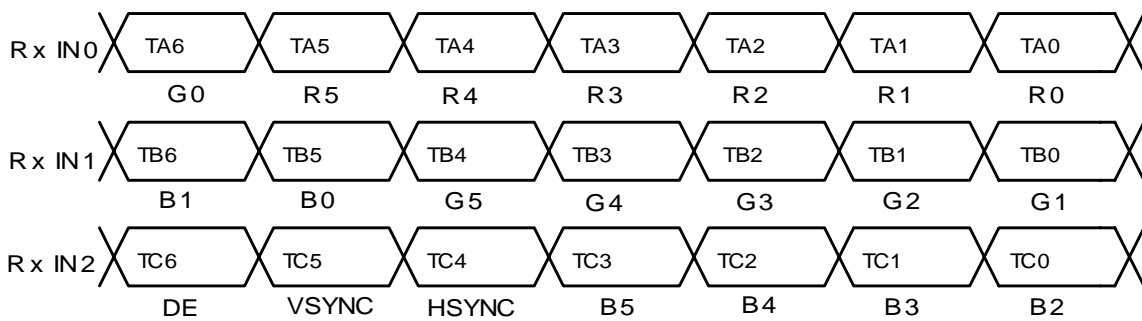 Rx IN0 TA6 TA5 TA4 TA3 TA2 TA1 TA0
G0 R5 R4 R3 R2 R1 R0
Rx IN1 TB6 TB5 TB4 TB3 TB2 TB1 TB0
B1 B0 G5 G4 G3 G2 G1
Rx IN2 TC6 TC5 TC4 TC3 TC2 TC1 TC0
DE VSYNC HSYNC B5 B4 B3 B2